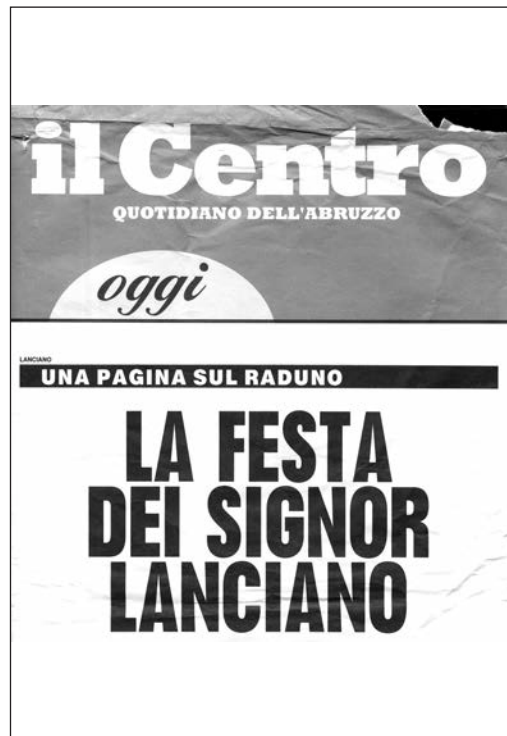 il Centro
QUOTIDIANO DELL'ABRUZZO
oggi
LANCIANO
UNA PAGINA SUL RADUNO
LA FESTA
DEI SIGNOR
LANCIANO